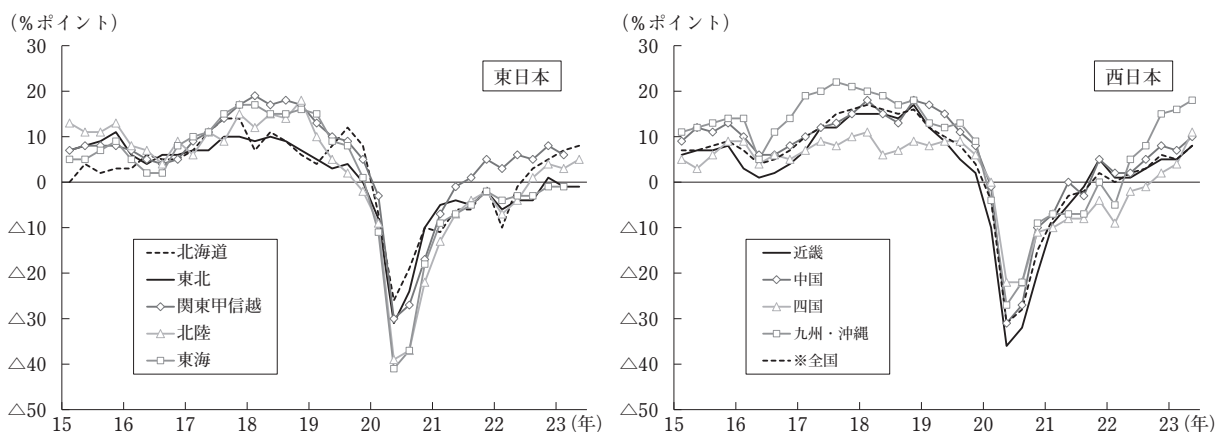 (%ポイント)
30
20
10
0
△10
△20
△30
△40
△50
15 16 17 18 19 20 21 22 23 (年)
東日本
北海道
東北
関東甲信越
北陸
東海
(%ポイント)
30
20
10
0
△10
△20
△30
△40
△50
15 16 17 18 19 20 21 22 23 (年)
西日本
近畿
中国
四国
九州・沖縄
※全国